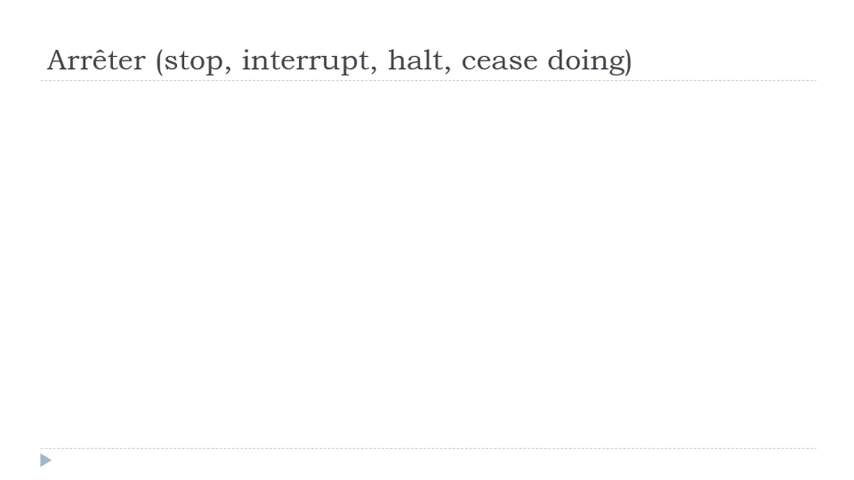 Arrêter (stop, interrupt, halt, cease doing)